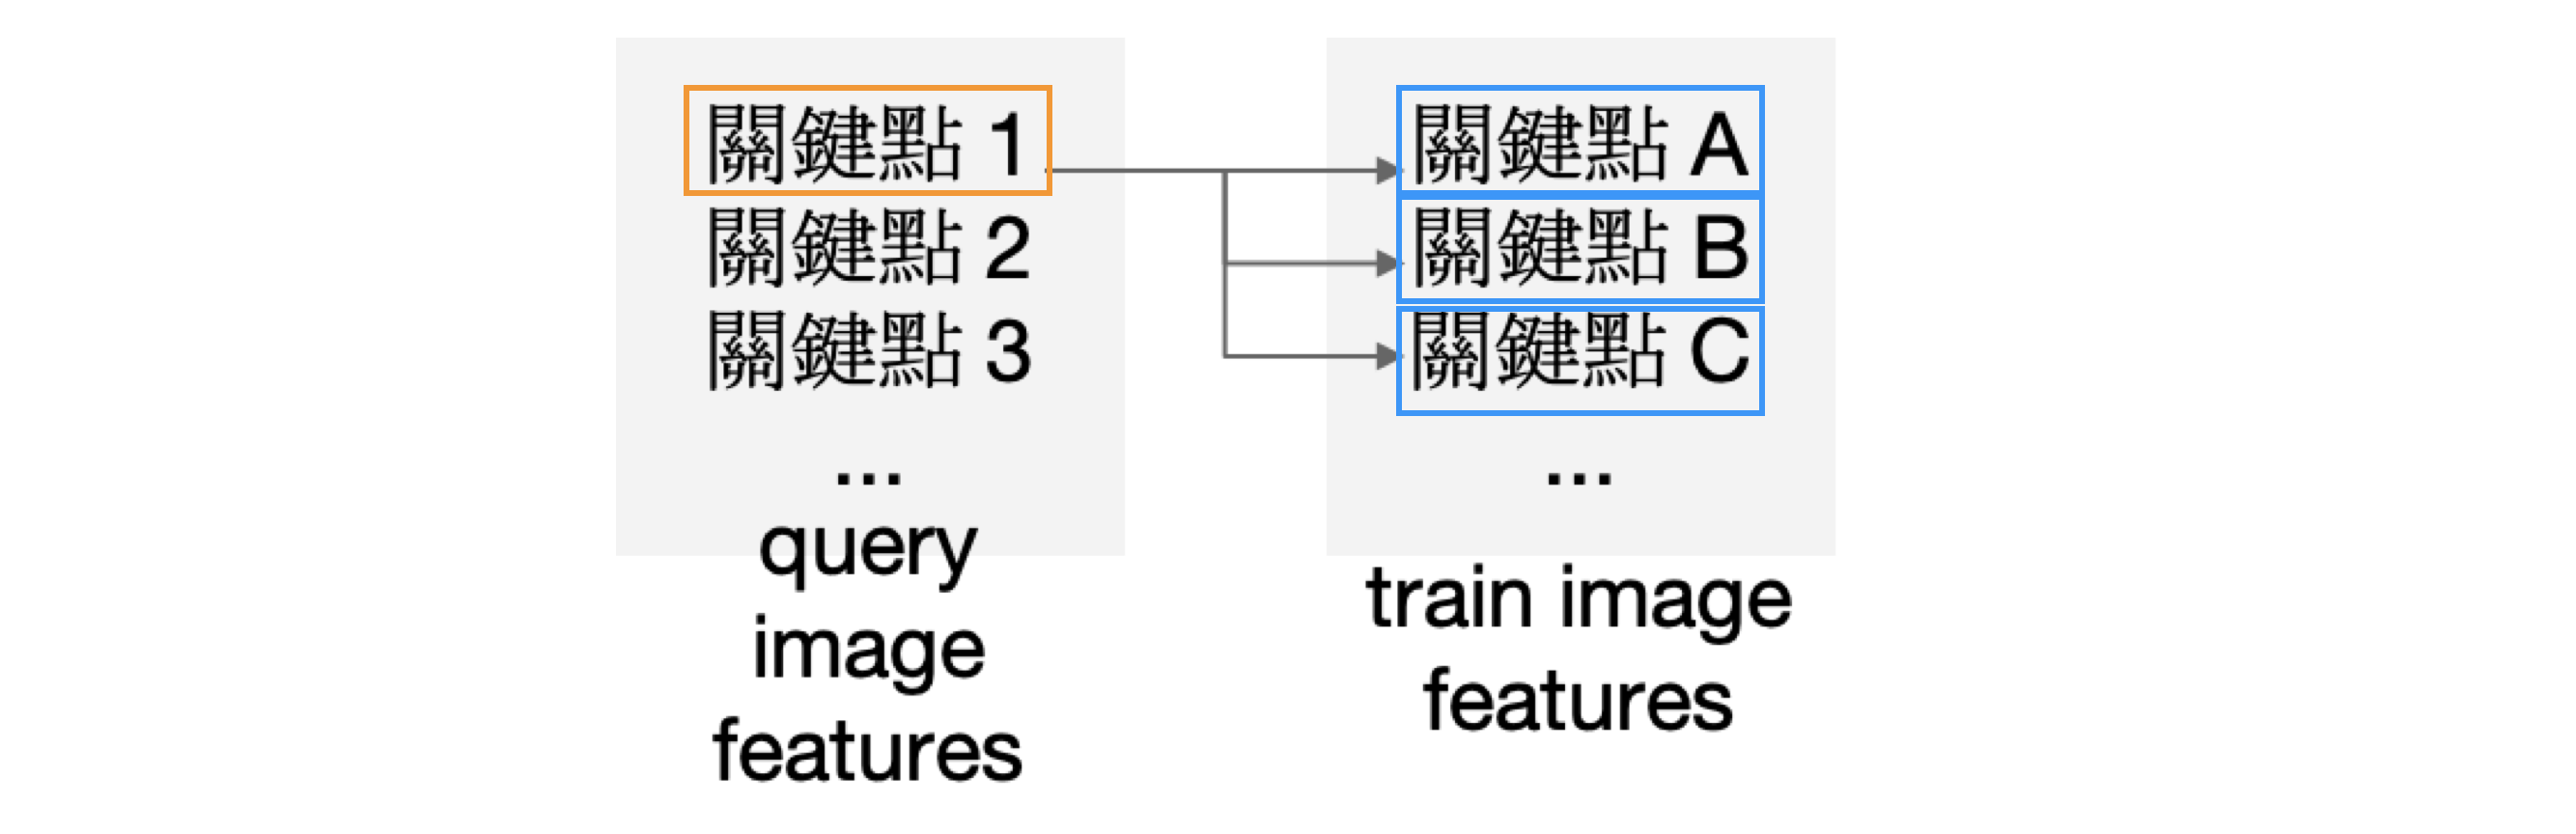 關鍵點 1
關鍵點 2
關鍵點 3
...
query
image
features
關鍵點 A
關鍵點 B
關鍵點 C
...
train image
features